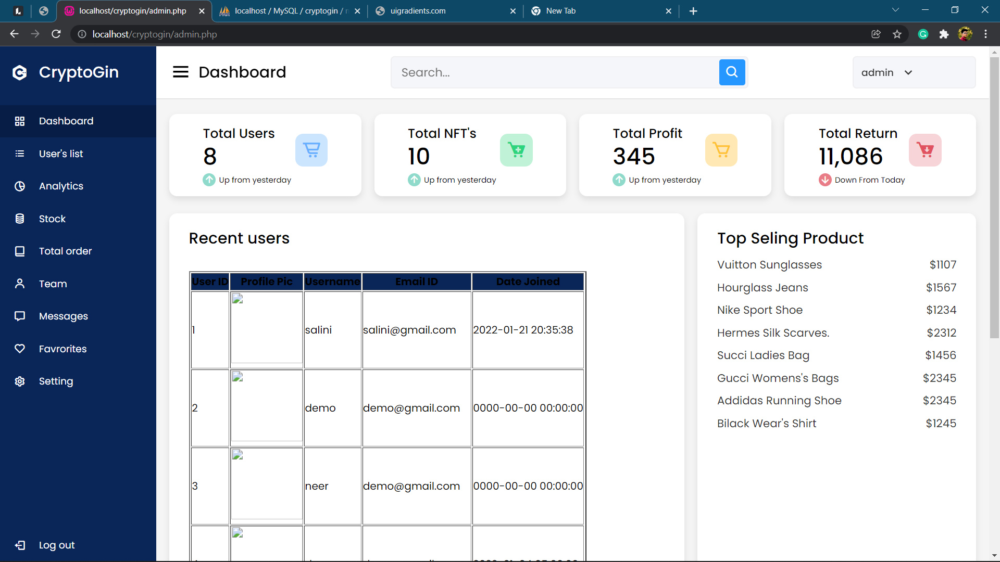 localhost/cryptogin/admin.php
localhost / MySQL / cryptogin /
uigradients.com
New Tab
localhost/cryptogin/admin.php
CryptoGin
Dashboard
Search...
admin
Dashboard
User's list
Analytics
Stock
Total order
Team
Messages
Favrorites
Setting
Log out
Total Users
8
Up from yesterday
Total NFT's
10
Up from yesterday
Total Profit
345
Up from yesterday
Total Return
11,086
Down From Today
Recent users
User ID Profile Pic Username Email ID Date Joined
1 salini salini@gmail.com 2022-01-21 20:35:38
2 demo demo@gmail.com 0000-00-00 00:00:00
3 neer demo@gmail.com 0000-00-00 00:00:00
Top Seling Product
Vuitton Sunglasses $1107
Hourglass Jeans $1567
Nike Sport Shoe $1234
Hermes Silk Scarves. $2312
Succi Ladies Bag $1456
Gucci Womens's Bags $2345
Addidas Running Shoe $2345
Bilack Wear's Shirt $1245